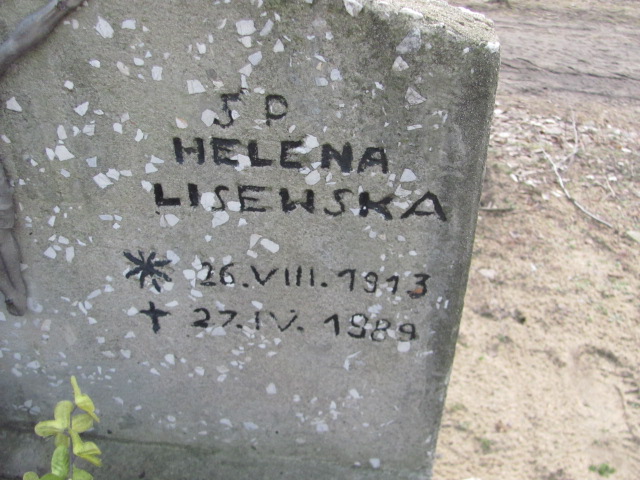 ŚP
HELENA
LISEWSKA
* 26.VIII.1913
✝ 27.IV.1989